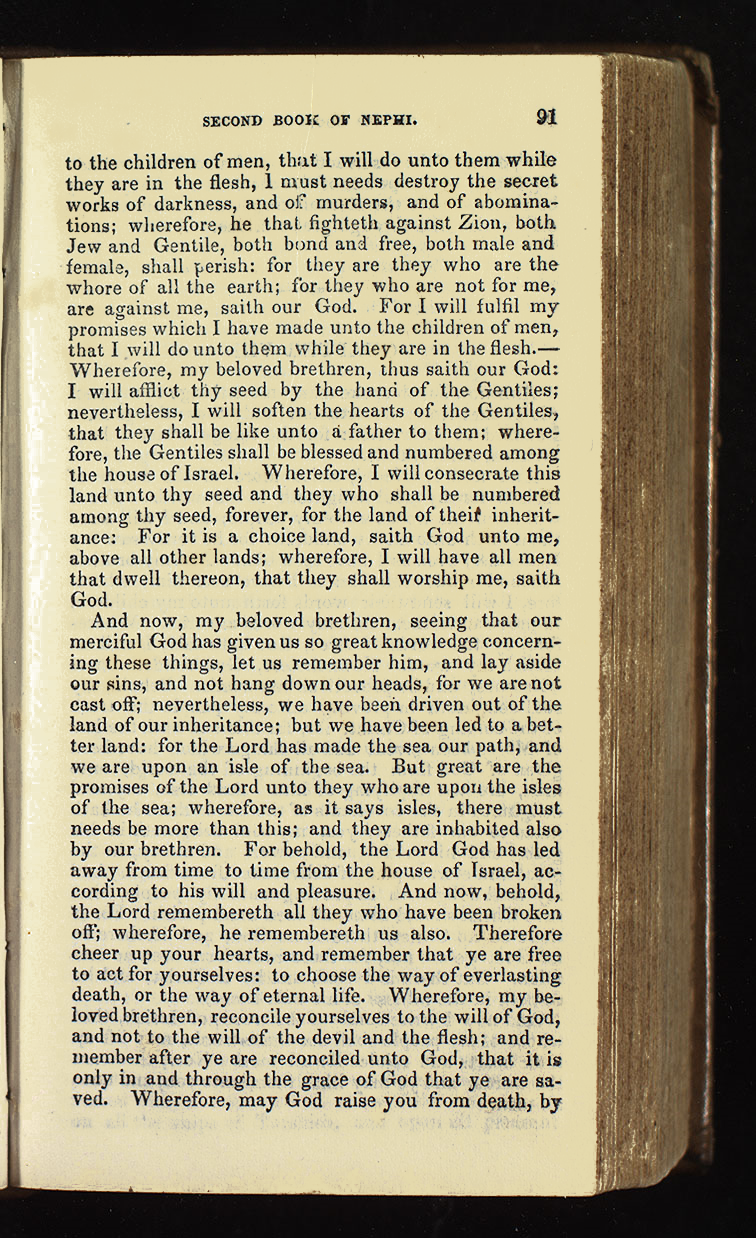 SECOND BOOK OF NEPHI. 91
to the children of men, that I will do unto them while
they are in the flesh, I must needs destroy the secret
works of darkness, and of murders, and of abomina-
tions; wherefore, he that fighteth against Zion, both
Jew and Gentile, both bond and free, both male and
female, shall perish: for they are they who are the
whore of all the earth; for they who are not for me,
are against me, saith our God. For I will fulfil my
promises which I have made unto the children of men,
that I will do unto them while they are in the flesh.—
Wherefore, my beloved brethren, thus saith our God:
I will afflict thy seed by the hand of the Gentiles;
nevertheless, I will soften the hearts of the Gentiles,
that they shall be like unto a father to them; where-
fore, the Gentiles shall be blessed and numbered among
the house of Israel. Wherefore, I will consecrate this
land unto thy seed and they who shall be numbered
among thy seed, forever, for the land of their inherit-
ance: For it is a choice land, saith God unto me,
above all other lands; wherefore, I will have all men
that dwell thereon, that they shall worship me, saith
God.
And now, my beloved brethren, seeing that our
merciful God has given us so great knowledge concern-
ing these things, let us remember him, and lay aside
our sins, and not hang down our heads, for we are not
cast off; nevertheless, we have been driven out of the
land of our inheritance; but we have been led to a bet-
ter land: for the Lord has made the sea our path, and
we are upon an isle of the sea. But great are the
promises of the Lord unto they who are upon the isles
of the sea; wherefore, as it says isles, there must
needs be more than this; and they are inhabited also
by our brethren. For behold, the Lord God has led
away from time to time from the house of Israel, ac-
cording to his will and pleasure. And now, behold,
the Lord remembereth all they who have been broken
off; wherefore, he remembereth us also. Therefore
cheer up your hearts, and remember that ye are free
to act for yourselves: to choose the way of everlasting
death, or the way of eternal life. Wherefore, my be-
loved brethren, reconcile yourselves to the will of God,
and not to the will of the devil and the flesh; and re-
member after ye are reconciled unto God, that it is
only in and through the grace of God that ye are sa-
ved. Wherefore, may God raise you from death, by